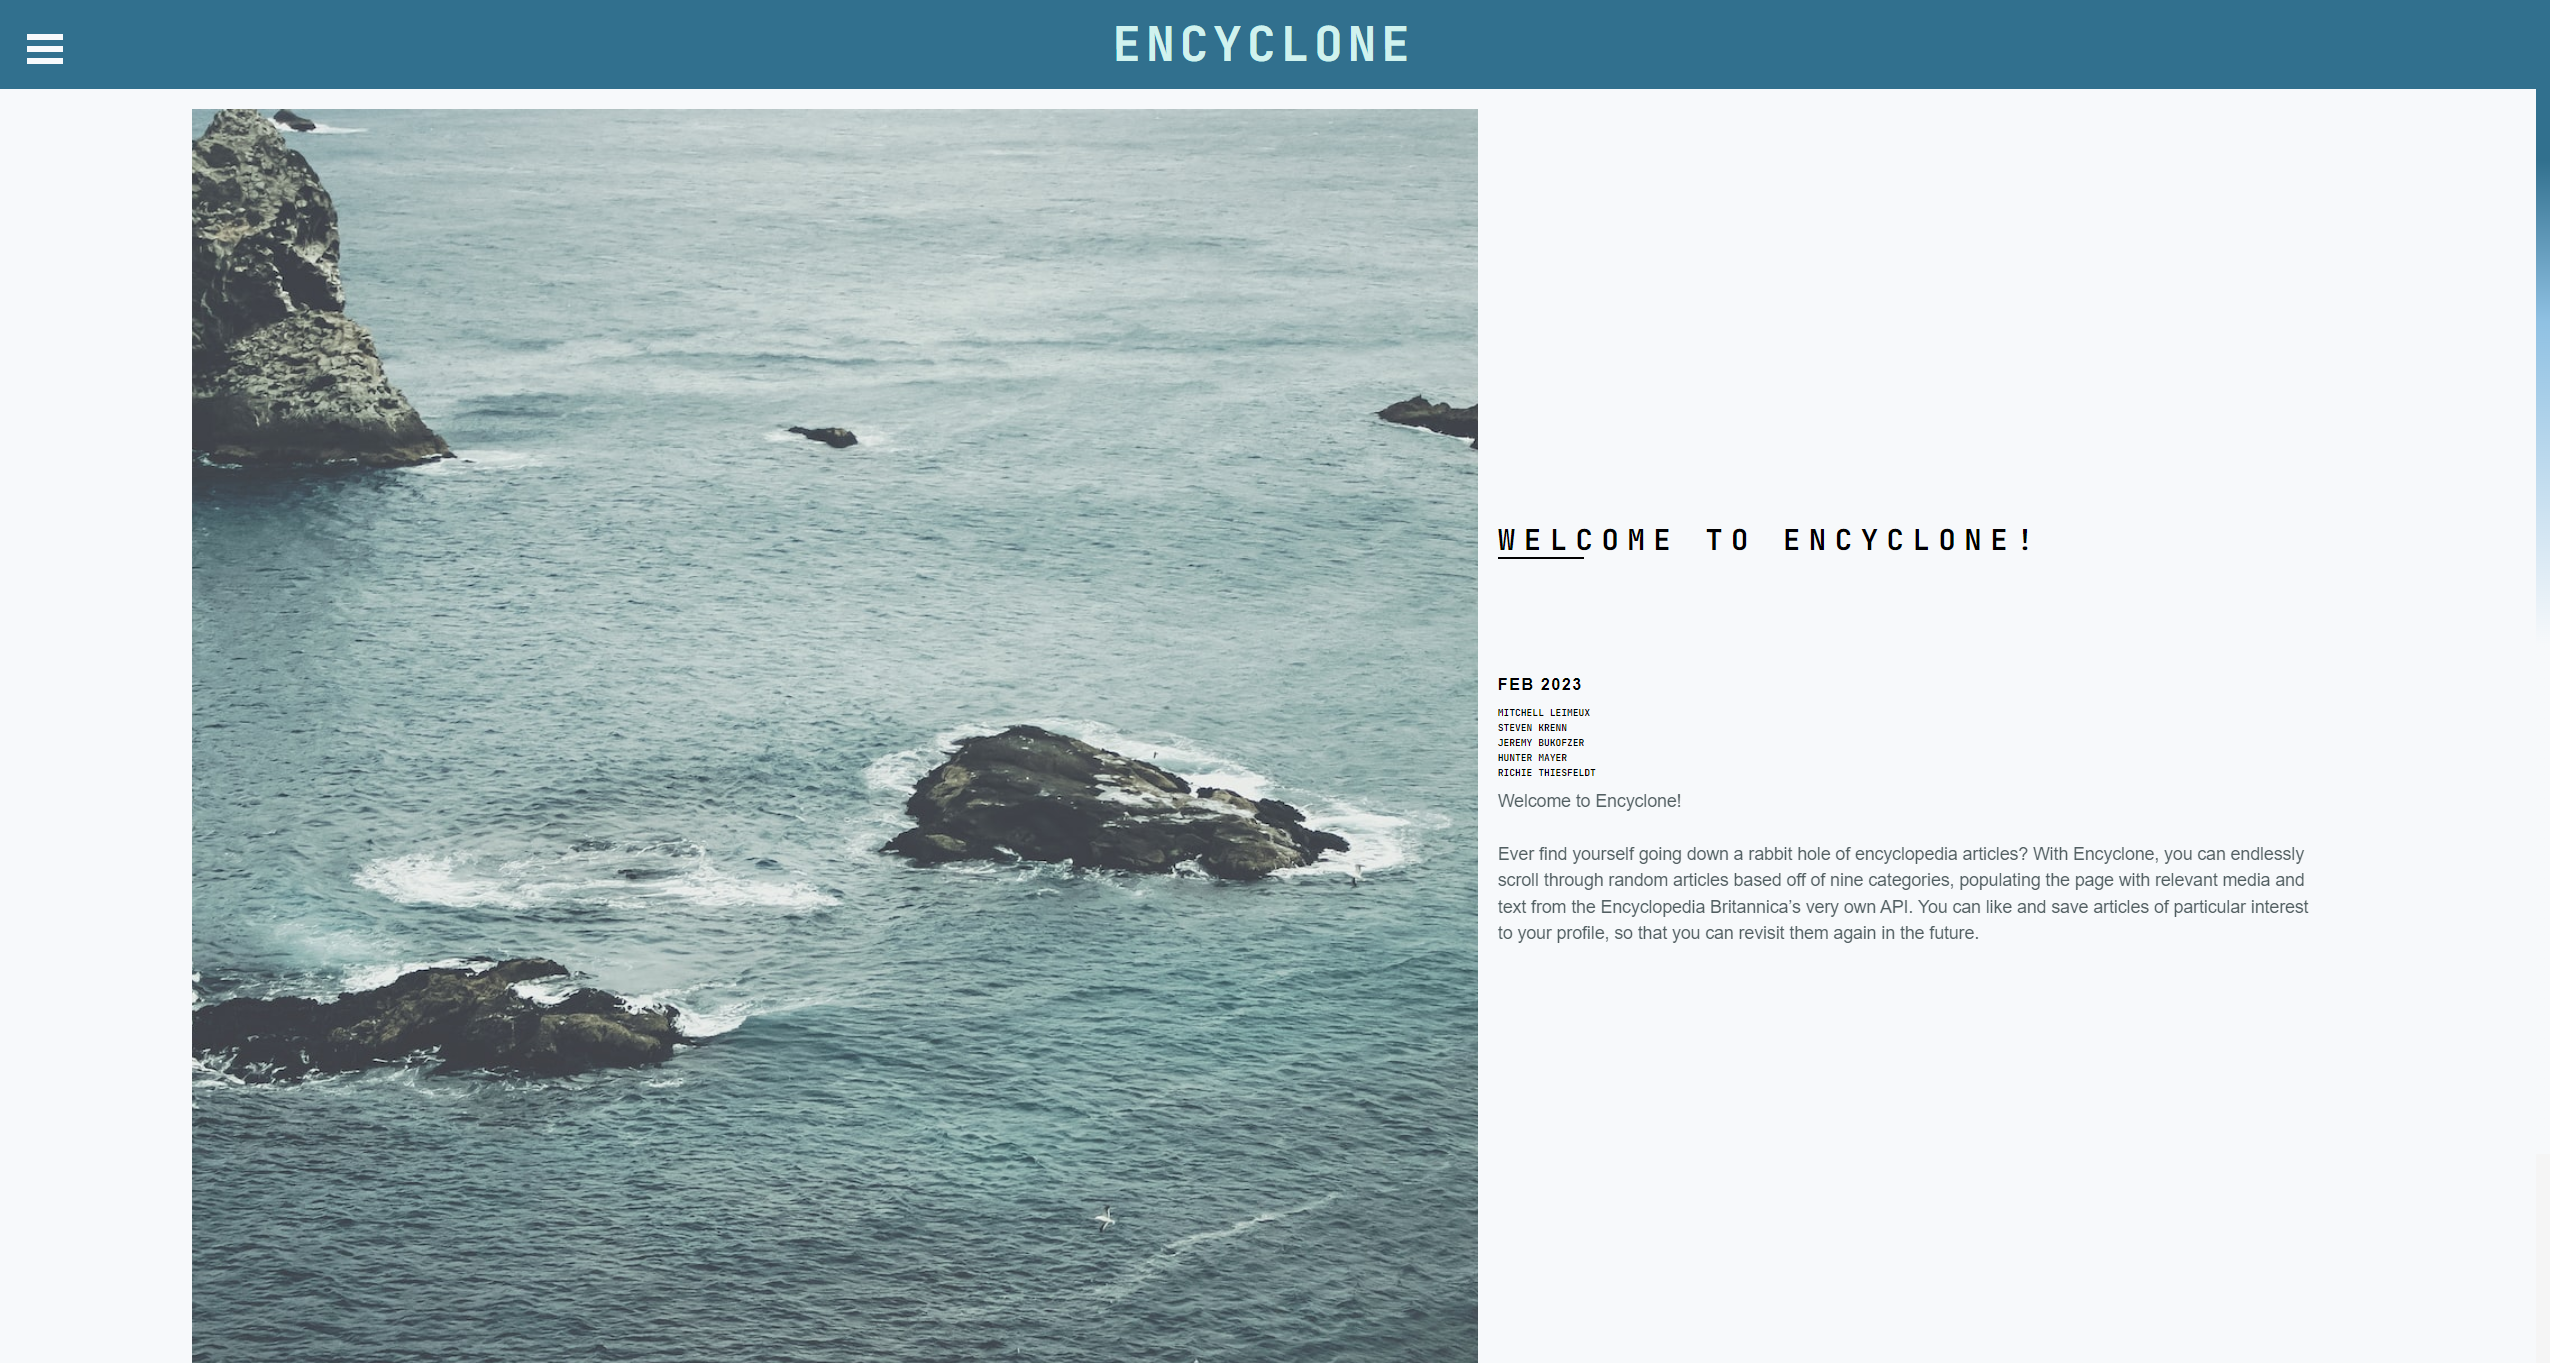 ENCYCLONE
WELCOME TO ENCYCLONE!
FEB 2023
MITCHELL LEIMEUX
STEVEN KRENN
JEREMY BUKOFZER
HUNTER MAYER
RICHIE THIESFELDT
Welcome to Encyclone!
Ever find yourself going down a rabbit hole of encyclopedia articles? With Encyclone, you can endlessly
scroll through random articles based off of nine categories, populating the page with relevant media and
text from the Encyclopedia Britannica’s very own API. You can like and save articles of particular interest
to your profile, so that you can revisit them again in the future.